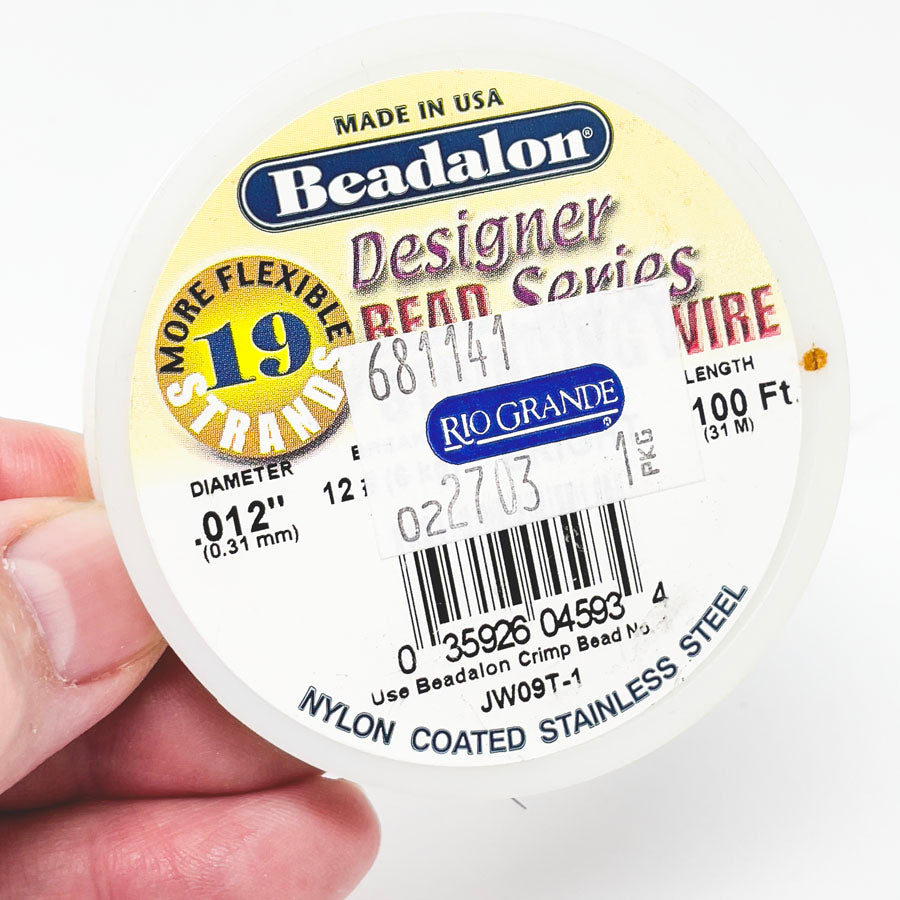 MADE IN USA
Beadalon®
Designer
BEAD Series
WIRE
MORE FLEXIBLE
19
STRANDS
681141
RIO GRANDE®
022703 1 PKG
LENGTH
100 Ft.
(31 M)
DIAMETER
.012"
(0.31 mm)
12
0 35926 04593 4
Use Beadalon Crimp Bead No.
JW09T-1
NYLON COATED STAINLESS STEEL